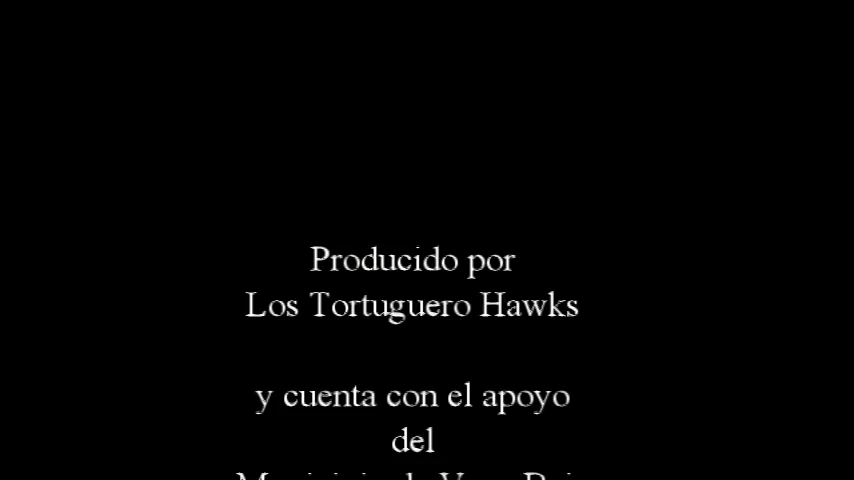 Producido por
Los Tortuguero Hawks
y cuenta con el apoyo
del